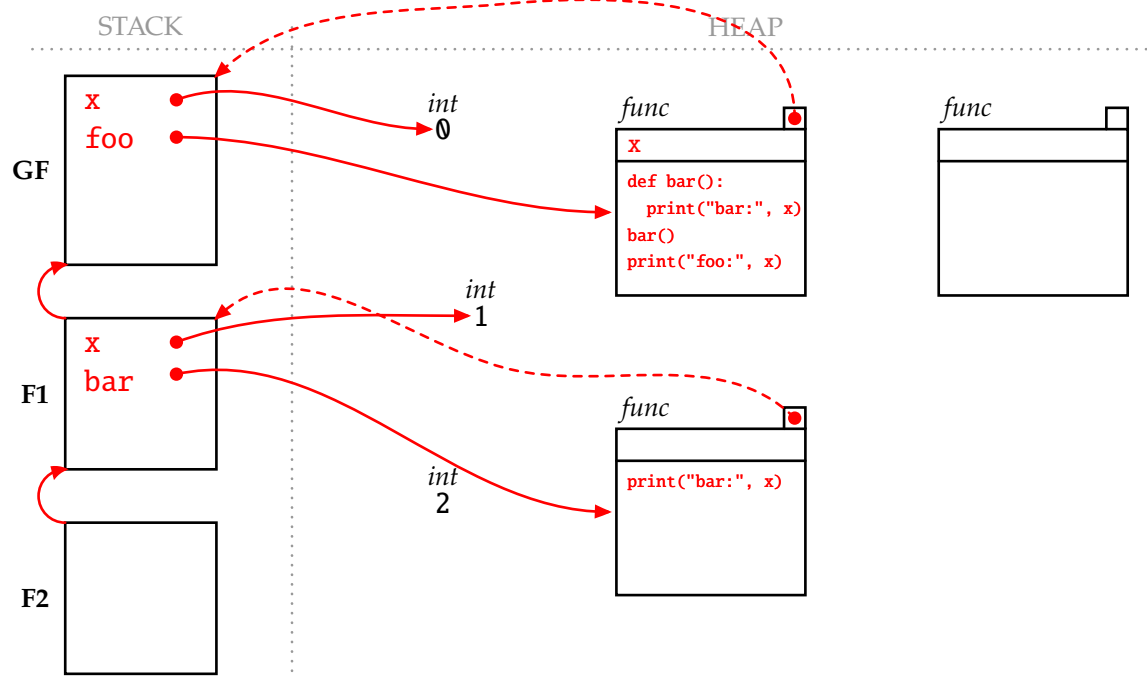 STACK
HEAP
GF
x
foo
int
0
func
x
def bar():
print("bar:", x)
bar()
print("foo:", x)
func
F1
x
bar
int
1
int
2
func
print("bar:", x)
F2